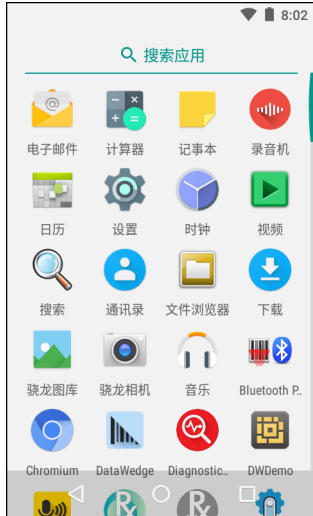 8:02
搜索应用
电子邮件 计算器 记事本 录音机
日历 设置 时钟 视频
搜索 通讯录 文件浏览器 下载
骁龙图库 骁龙相机 音乐 Bluetooth P..
Chromium DataWedge Diagnostic.. DWDemo